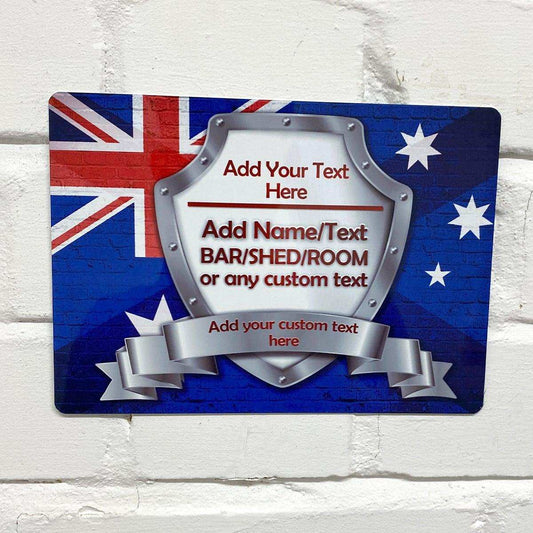 Add Your Text
Here
Add Name/Text
BAR/SHED/ROOM
or any custom text
Add your custom text
here